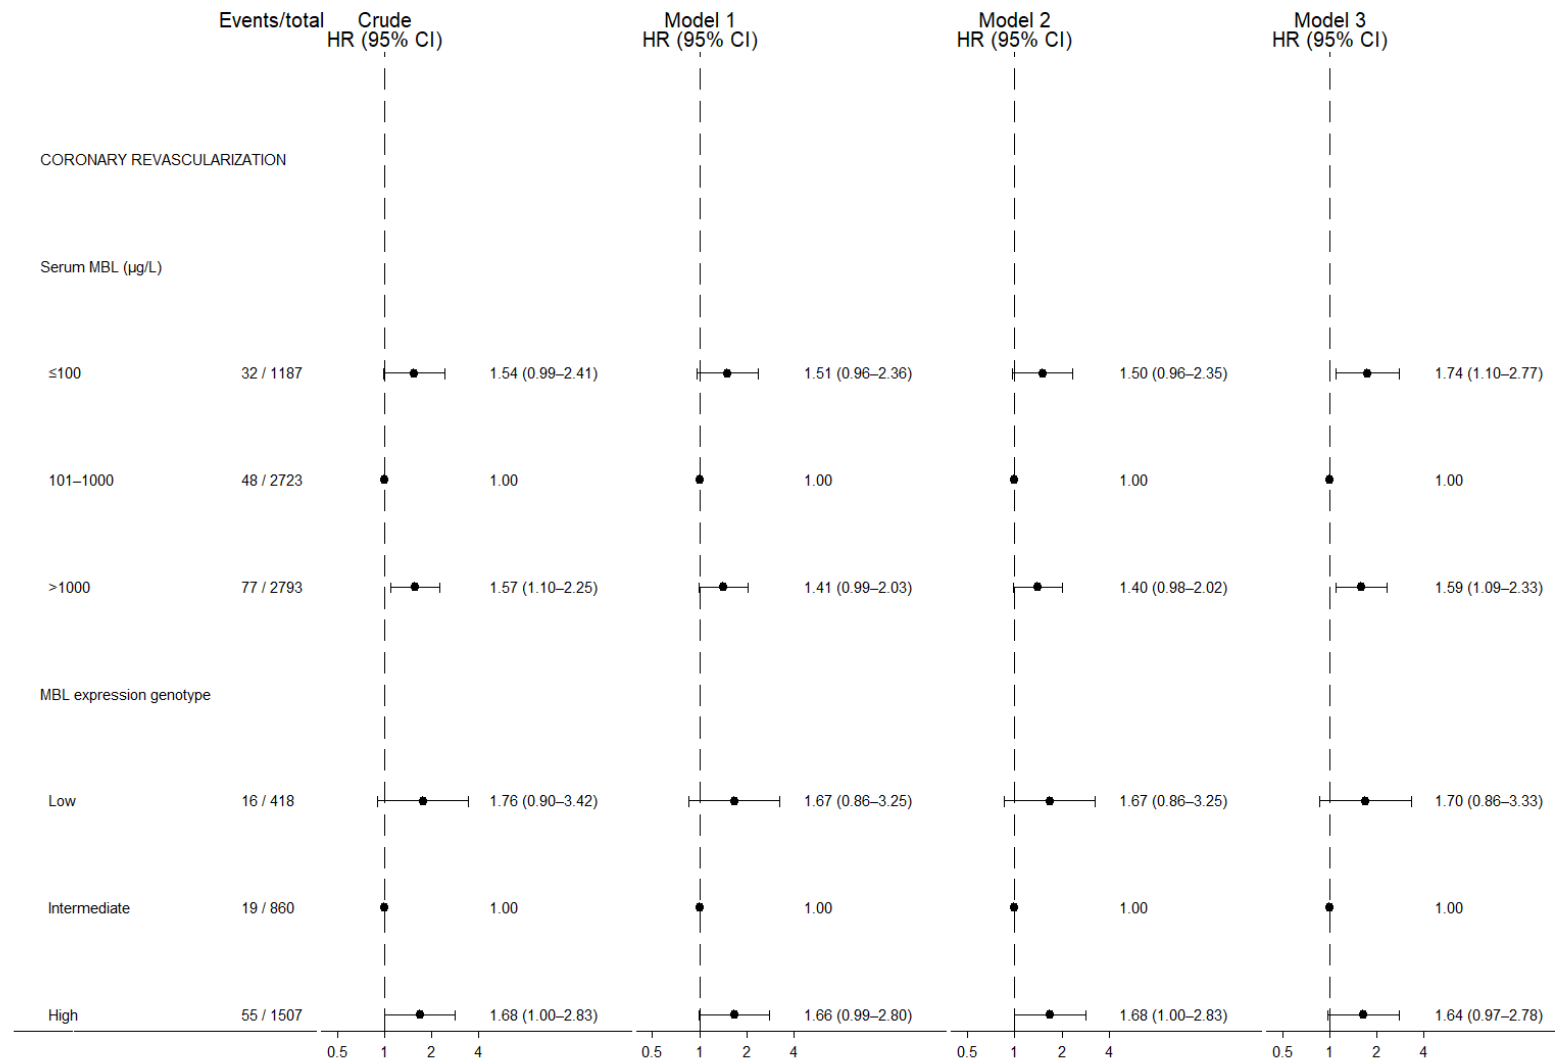 Events/total Crude Model 1 Model 2 Model 3
HR (95% CI) HR (95% CI) HR (95% CI) HR (95% CI)
CORONARY REVASCULARIZATION
Serum MBL (µg/L)
≤100 32 / 1187 1.54 (0.99–2.41) 1.51 (0.96–2.36) 1.50 (0.96–2.35) 1.74 (1.10–2.77)
101–1000 48 / 2723 1.00 1.00 1.00 1.00
>1000 77 / 2793 1.57 (1.10–2.25) 1.41 (0.99–2.03) 1.40 (0.98–2.02) 1.59 (1.09–2.33)
MBL expression genotype
Low 16 / 418 1.76 (0.90–3.42) 1.67 (0.86–3.25) 1.67 (0.86–3.25) 1.70 (0.86–3.33)
Intermediate 19 / 860 1.00 1.00 1.00 1.00
High 55 / 1507 1.68 (1.00–2.83) 1.66 (0.99–2.80) 1.68 (1.00–2.83) 1.64 (0.97–2.78)
0.5 1 2 4 0.5 1 2 4 0.5 1 2 4 0.5 1 2 4